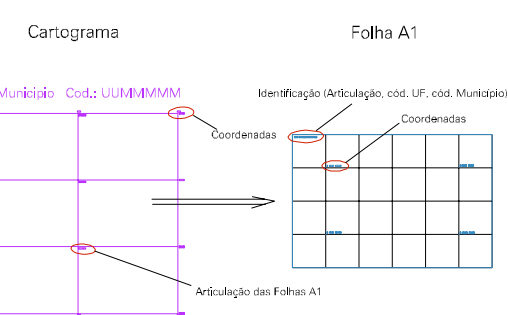 Cartograma
Folha A1
Municipio Cod.: UUMMMMM
Identificação (Articulação, cód. UF, cód. Município)
Coordenadas
Coordenadas
Articulação das Folhas A1